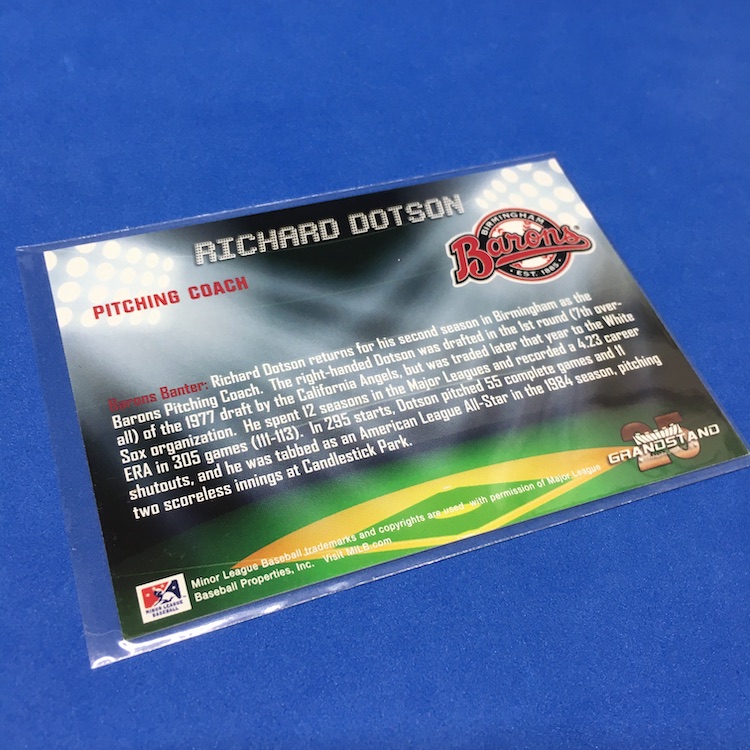 RICHARD DOTSON
BIRMINGHAM
Barons
EST. 1885
PITCHING COACH
Barons Banter: Richard Dotson returns for his second season in Birmingham as the
Barons Pitching Coach. The right-handed Dotson was drafted in the 1st round (7th over-
all) of the 1977 draft by the California Angels, but was traded later that year to the White
Sox organization. He spent 12 seasons in the Major Leagues and recorded a 4.23 career
ERA in 305 games (111-113). In 295 starts, Dotson pitched 55 complete games and 11
shutouts, and he was tabbed as an American League All-Star in the 1984 season, pitching
two scoreless innings at Candlestick Park.
25
GRANDSTAND
Minor League Baseball trademarks and copyrights are used with permission of Major League
Baseball Properties, Inc. Visit MiLB.com
MINOR LEAGUE
BASEBALL